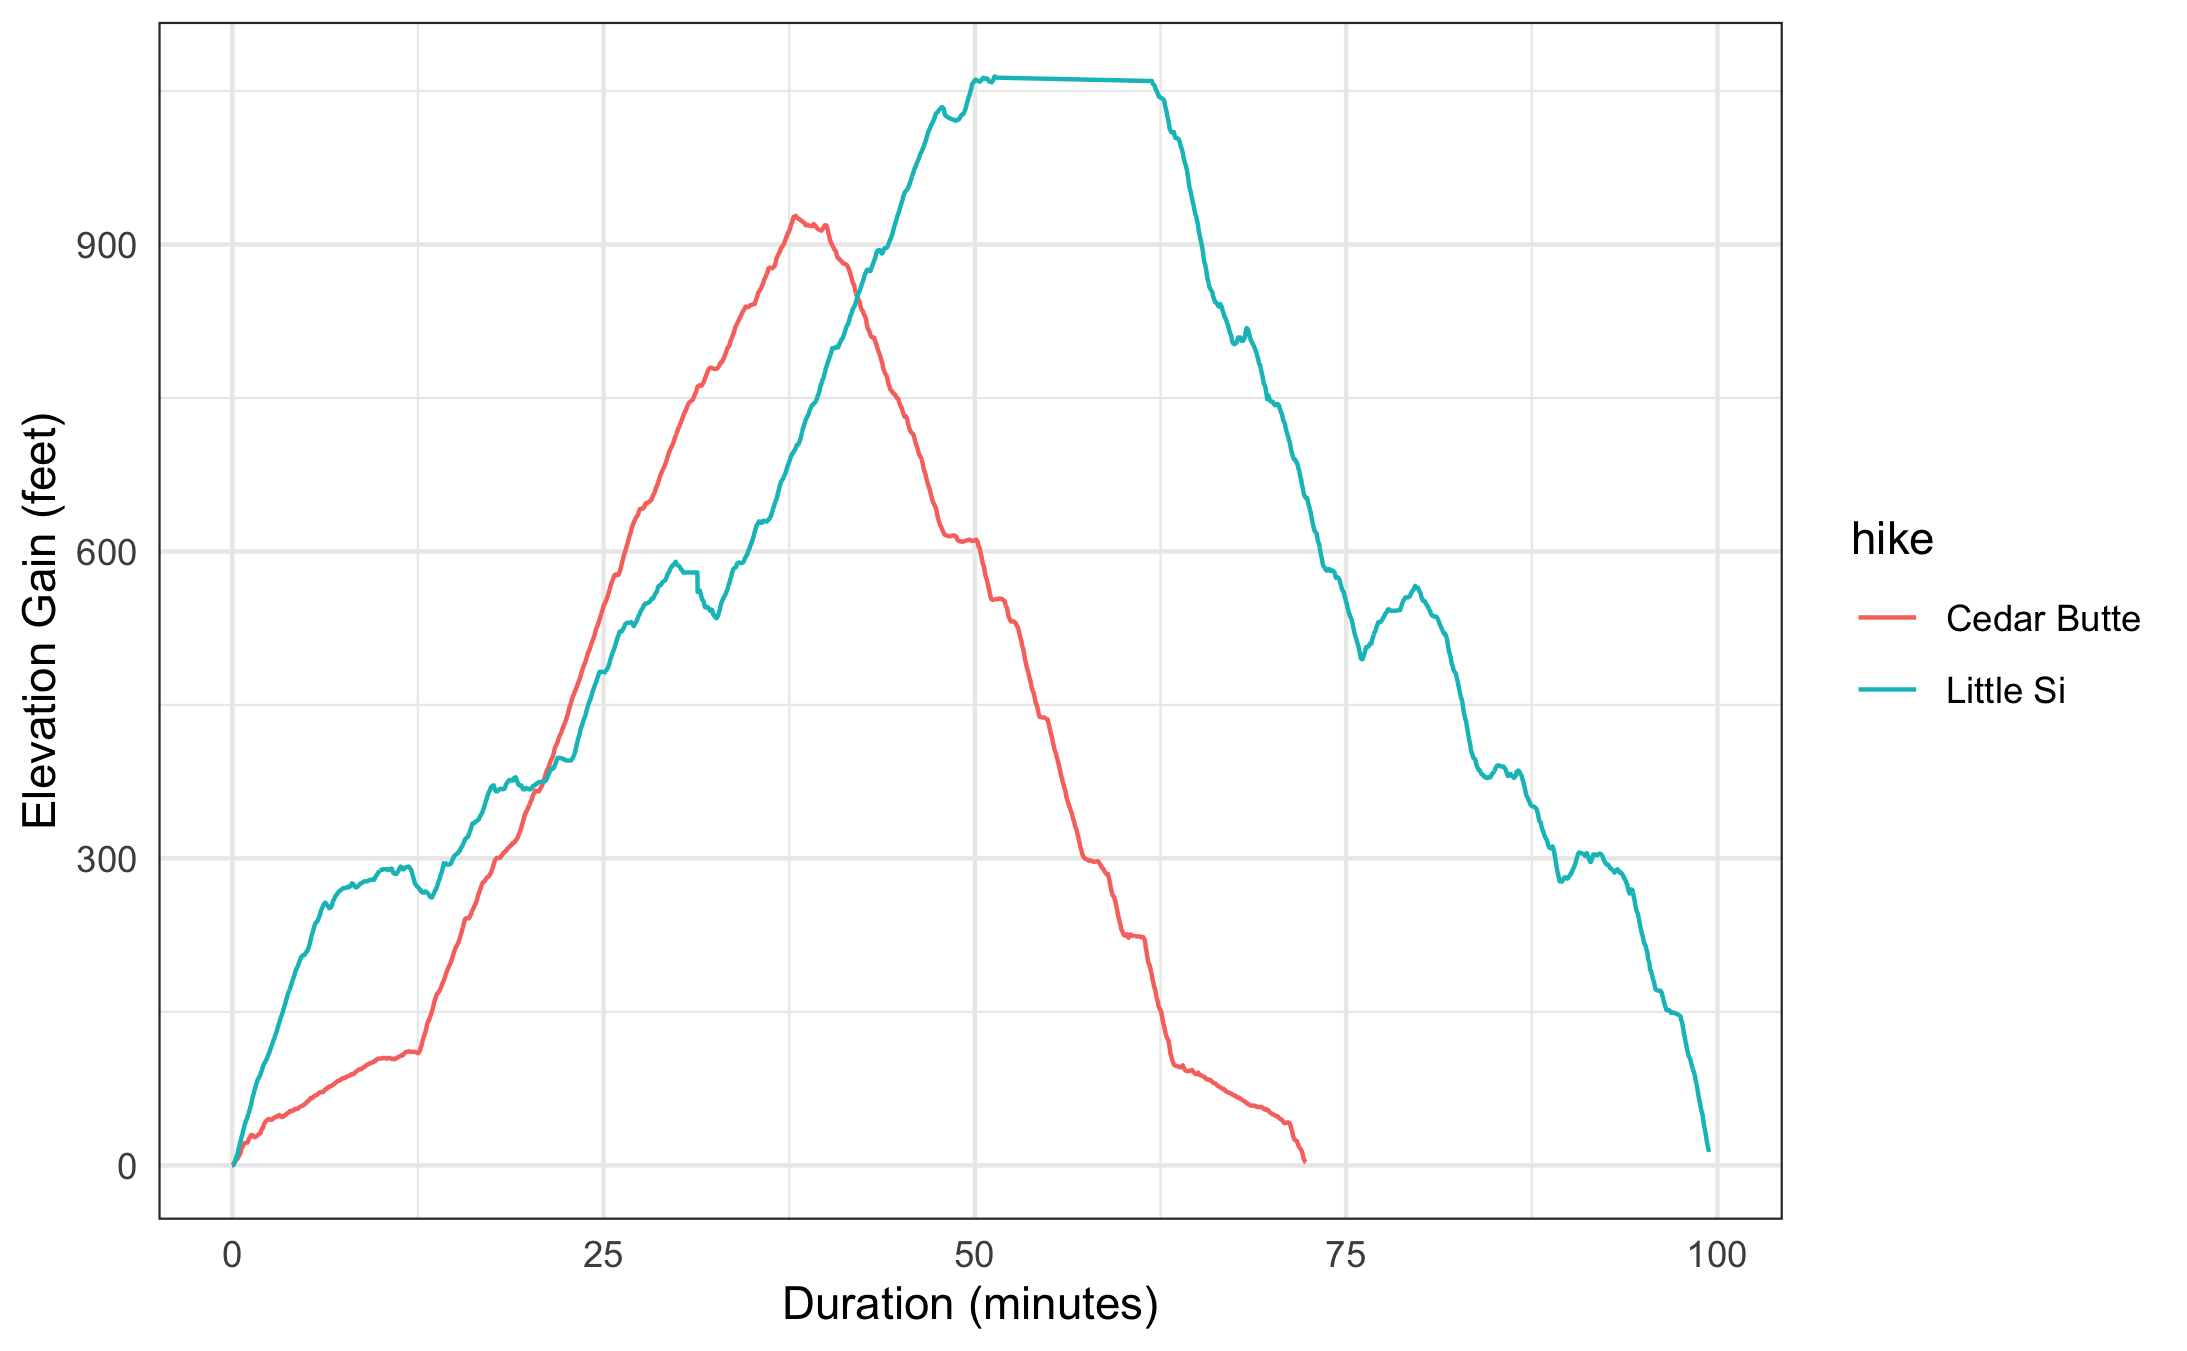 Elevation Gain (feet)
900
600
300
0
0 25 50 75 100
Duration (minutes)
hike
Cedar Butte
Little Si